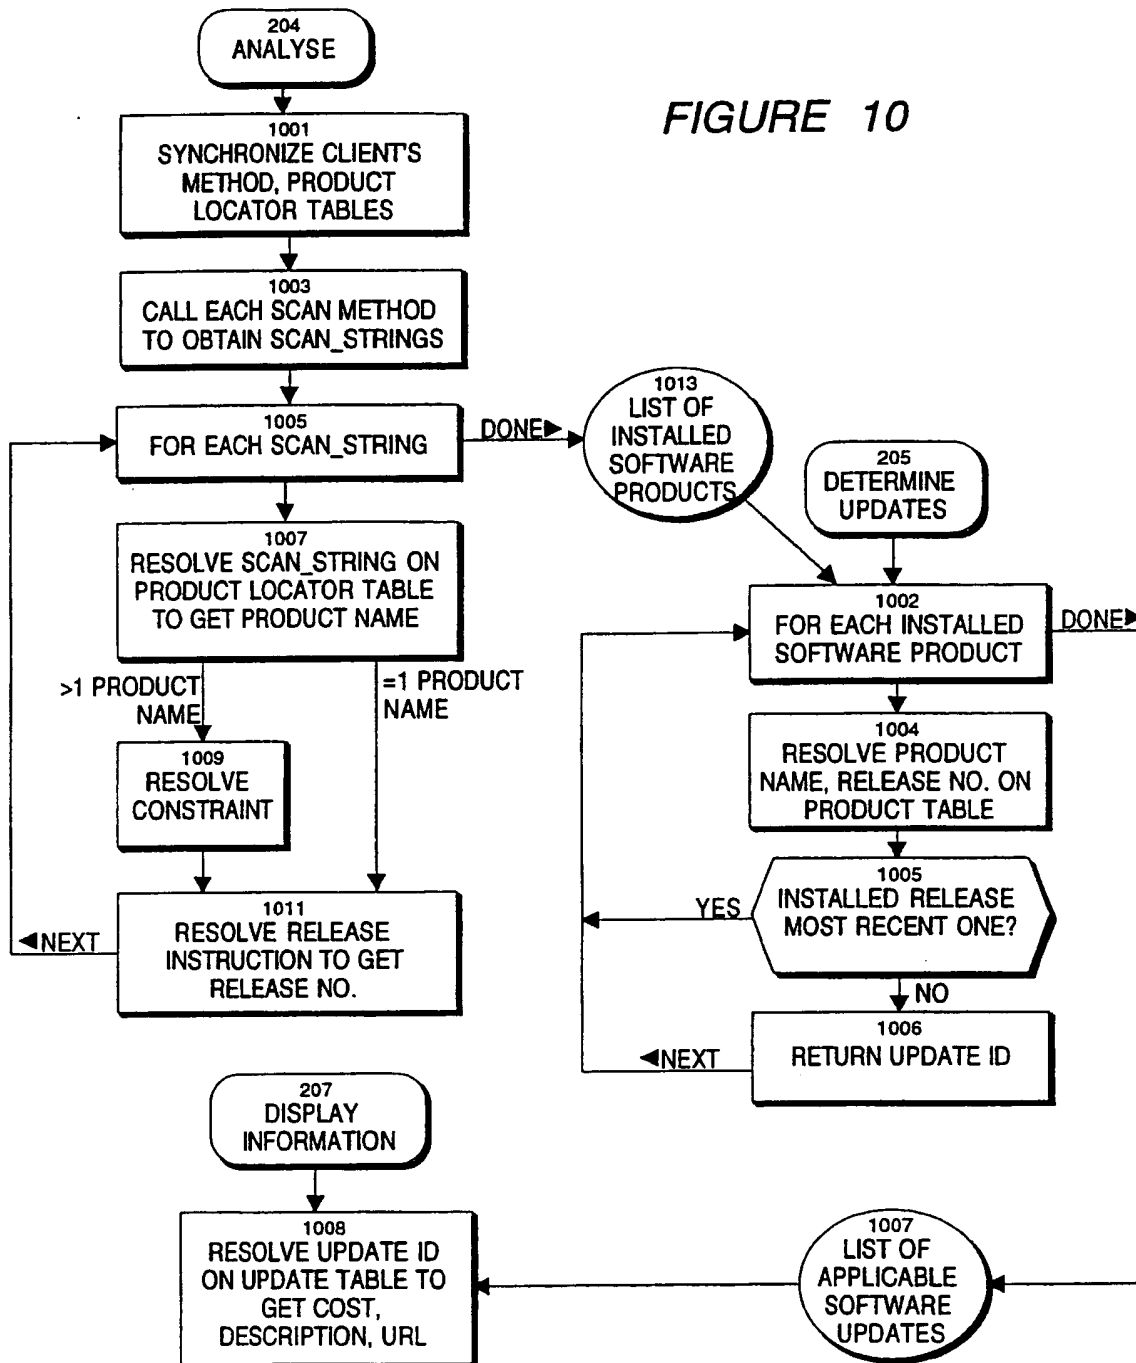 FIGURE 10
204
ANALYSE
1001
SYNCHRONIZE CLIENT'S
METHOD, PRODUCT
LOCATOR TABLES
1003
CALL EACH SCAN METHOD
TO OBTAIN SCAN_STRINGS
1005
FOR EACH SCAN_STRING
DONE
1007
RESOLVE SCAN_STRING ON
PRODUCT LOCATOR TABLE
TO GET PRODUCT NAME
>1 PRODUCT
NAME
=1 PRODUCT
NAME
1009
RESOLVE
CONSTRAINT
1011
RESOLVE RELEASE
INSTRUCTION TO GET
RELEASE NO.
NEXT
1013
LIST OF
INSTALLED
SOFTWARE
PRODUCTS
205
DETERMINE
UPDATES
1002
FOR EACH INSTALLED
SOFTWARE PRODUCT
DONE
1004
RESOLVE PRODUCT
NAME, RELEASE NO. ON
PRODUCT TABLE
1005
INSTALLED RELEASE
MOST RECENT ONE?
YES
NO
1006
RETURN UPDATE ID
NEXT
207
DISPLAY
INFORMATION
1008
RESOLVE UPDATE ID
ON UPDATE TABLE TO
GET COST,
DESCRIPTION, URL
1007
LIST OF
APPLICABLE
SOFTWARE
UPDATES